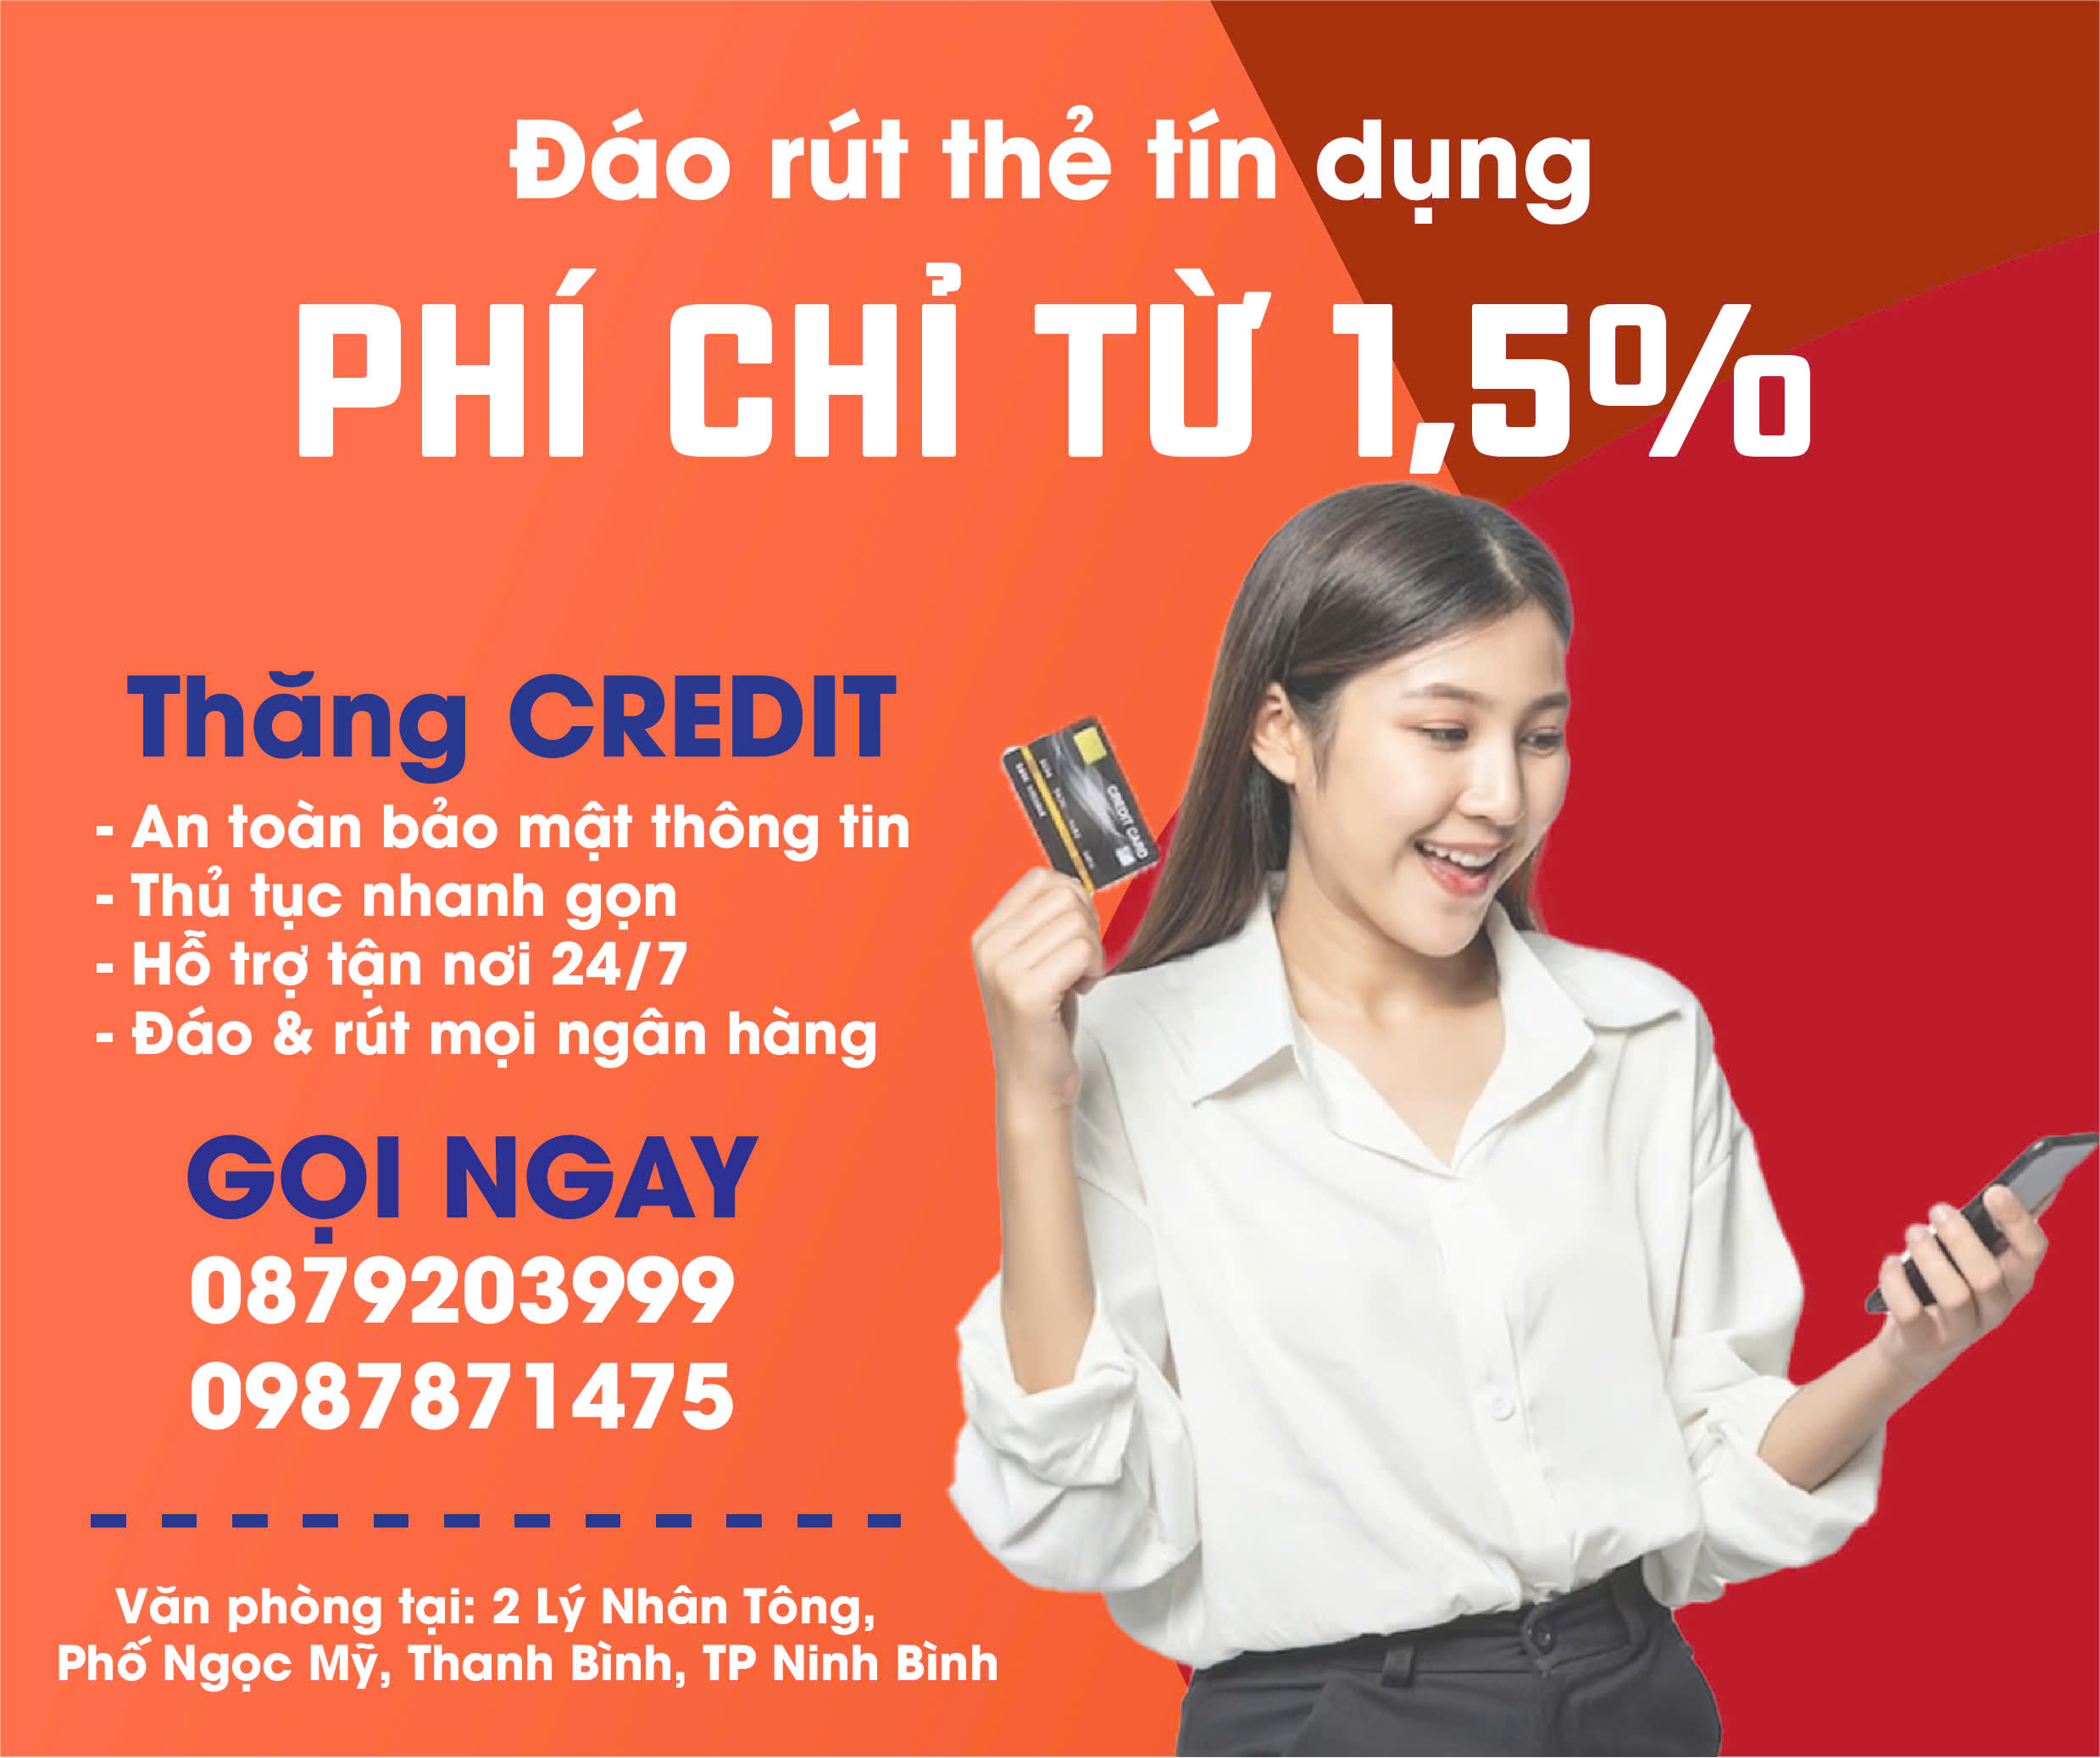 Đáo rút thẻ tín dụng
PHÍ CHỈ TỪ 1,5%
Thăng CREDIT
- An toàn bảo mật thông tin
- Thủ tục nhanh gọn
- Hỗ trợ tận nơi 24/7
- Đáo & rút mọi ngân hàng
CREDIT CARD
GỌI NGAY
0879203999
0987871475
Văn phòng tại: 2 Lý Nhân Tông,
Phố Ngọc Mỹ, Thanh Bình, TP Ninh Bình